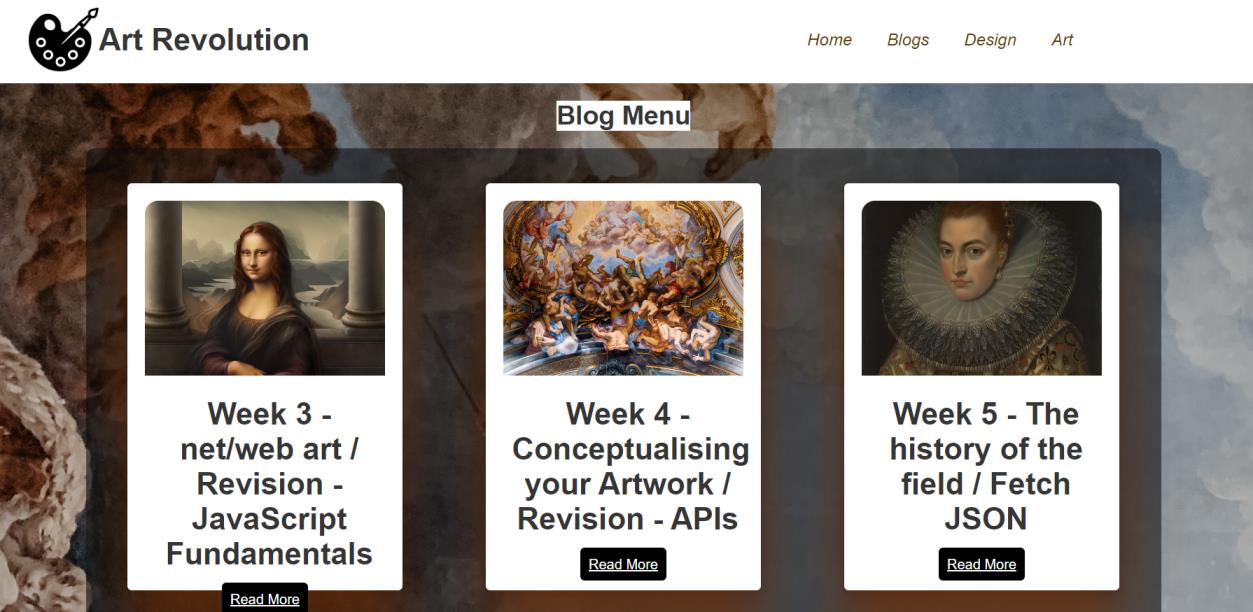 Art Revolution
Home Blogs Design Art
Blog Menu
Week 3 -
net/web art /
Revision -
JavaScript
Fundamentals
Read More
Week 4 -
Conceptualising
your Artwork /
Revision - APIs
Read More
Week 5 - The
history of the
field / Fetch
JSON
Read More